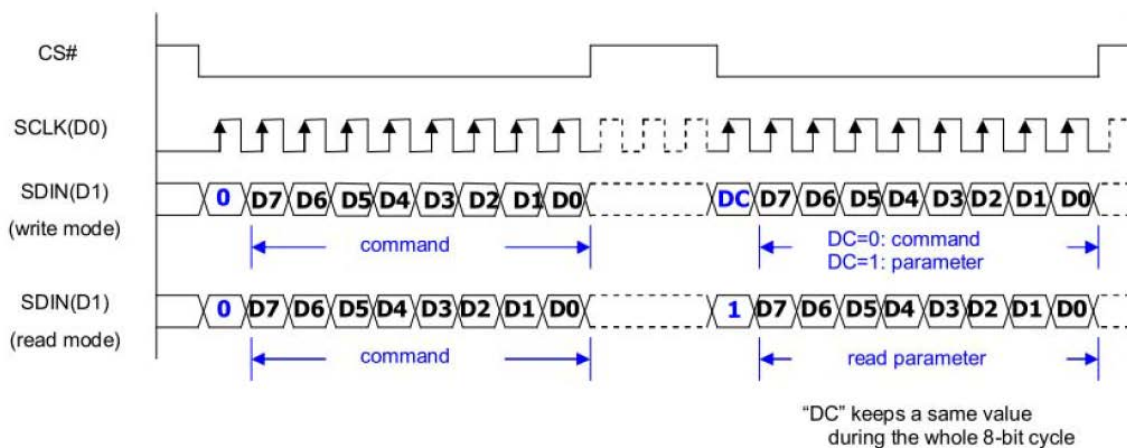 CS#
SCLK(D0)
SDIN(D1)
(write mode)
0 D7 D6 D5 D4 D3 D2 D1 D0
DC D7 D6 D5 D4 D3 D2 D1 D0
command
DC=0: command
DC=1: parameter
SDIN(D1)
(read mode)
0 D7 D6 D5 D4 D3 D2 D1 D0
1 D7 D6 D5 D4 D3 D2 D1 D0
command
read parameter
“DC” keeps a same value
during the whole 8-bit cycle